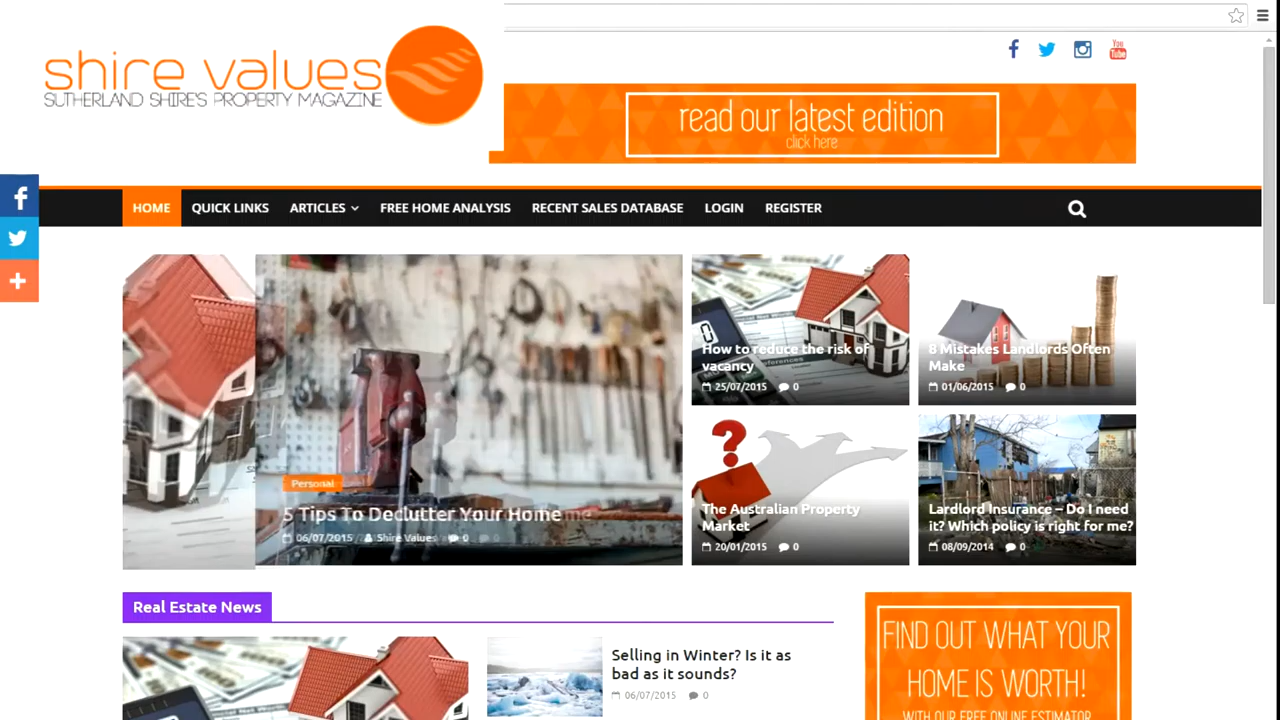 shire values
SUTHERLAND SHIRE'S PROPERTY MAGAZINE
You
Tube
read our latest edition
click here
HOME QUICK LINKS ARTICLES FREE HOME ANALYSIS RECENT SALES DATABASE LOGIN REGISTER
Personal
5 Tips To Declutter Your Home
06/07/2015 Shire Values 0
How to reduce the risk of
vacancy
25/07/2015 0
8 Mistakes Landlords Often
Make
01/06/2015 0
The Australian Property
Market
20/01/2015 0
Lardlord Insurance – Do I need
it? Which policy is right for me?
08/09/2014 0
Real Estate News
Selling in Winter? Is it as
bad as it sounds?
06/07/2015 0
FIND OUT WHAT YOUR
HOME IS WORTH!
WITH OUR FREE ONLINE ESTIMATOR